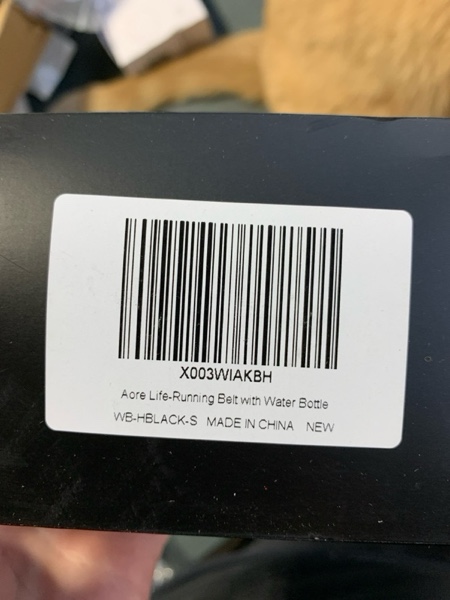 X003WIAKBH
Aore Life-Running Belt with Water Bottle
WB-HBLACK-S MADE IN CHINA NEW